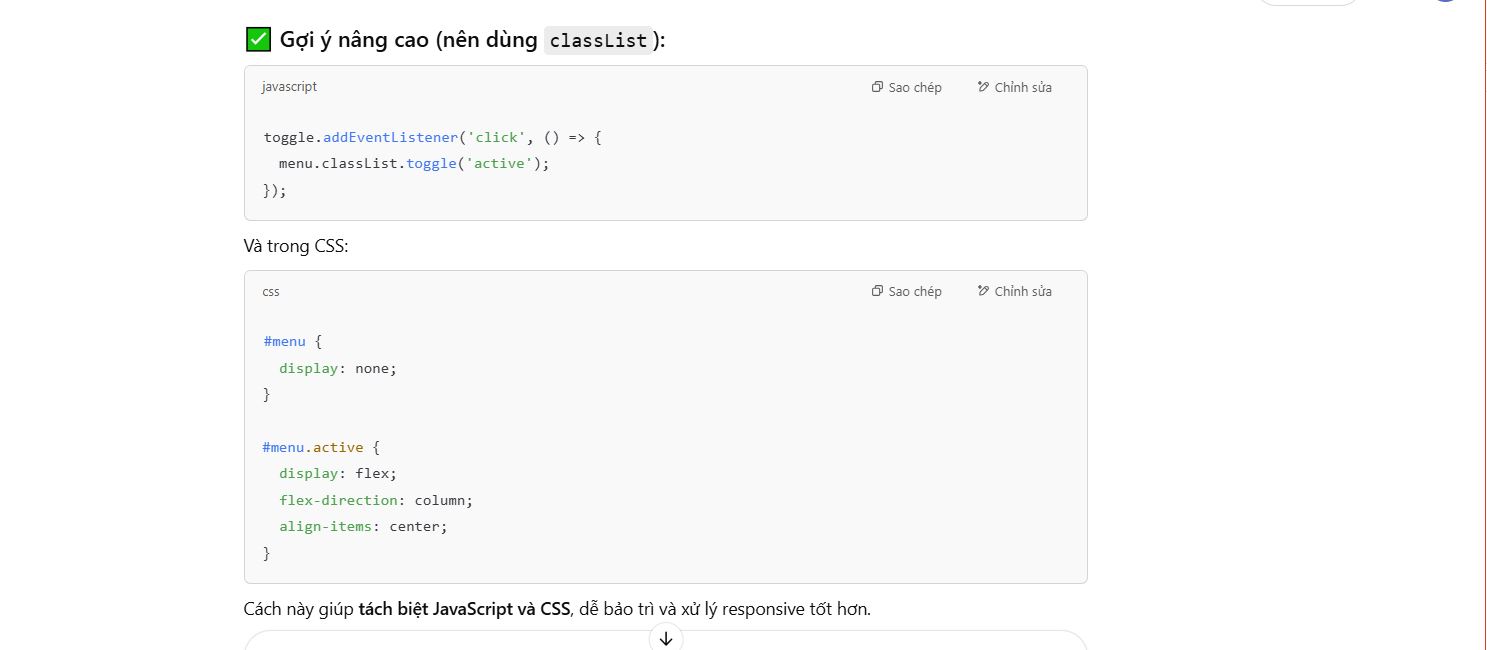 ✅ Gợi ý nâng cao (nên dùng classList):
javascript
Sao chép
Chỉnh sửa
toggle.addEventListener('click', () => {
  menu.classList.toggle('active');
});
Và trong CSS:
css
Sao chép
Chỉnh sửa
#menu {
  display: none;
}
#menu.active {
  display: flex;
  flex-direction: column;
  align-items: center;
}
Cách này giúp tách biệt JavaScript và CSS, dễ bảo trì và xử lý responsive tốt hơn.